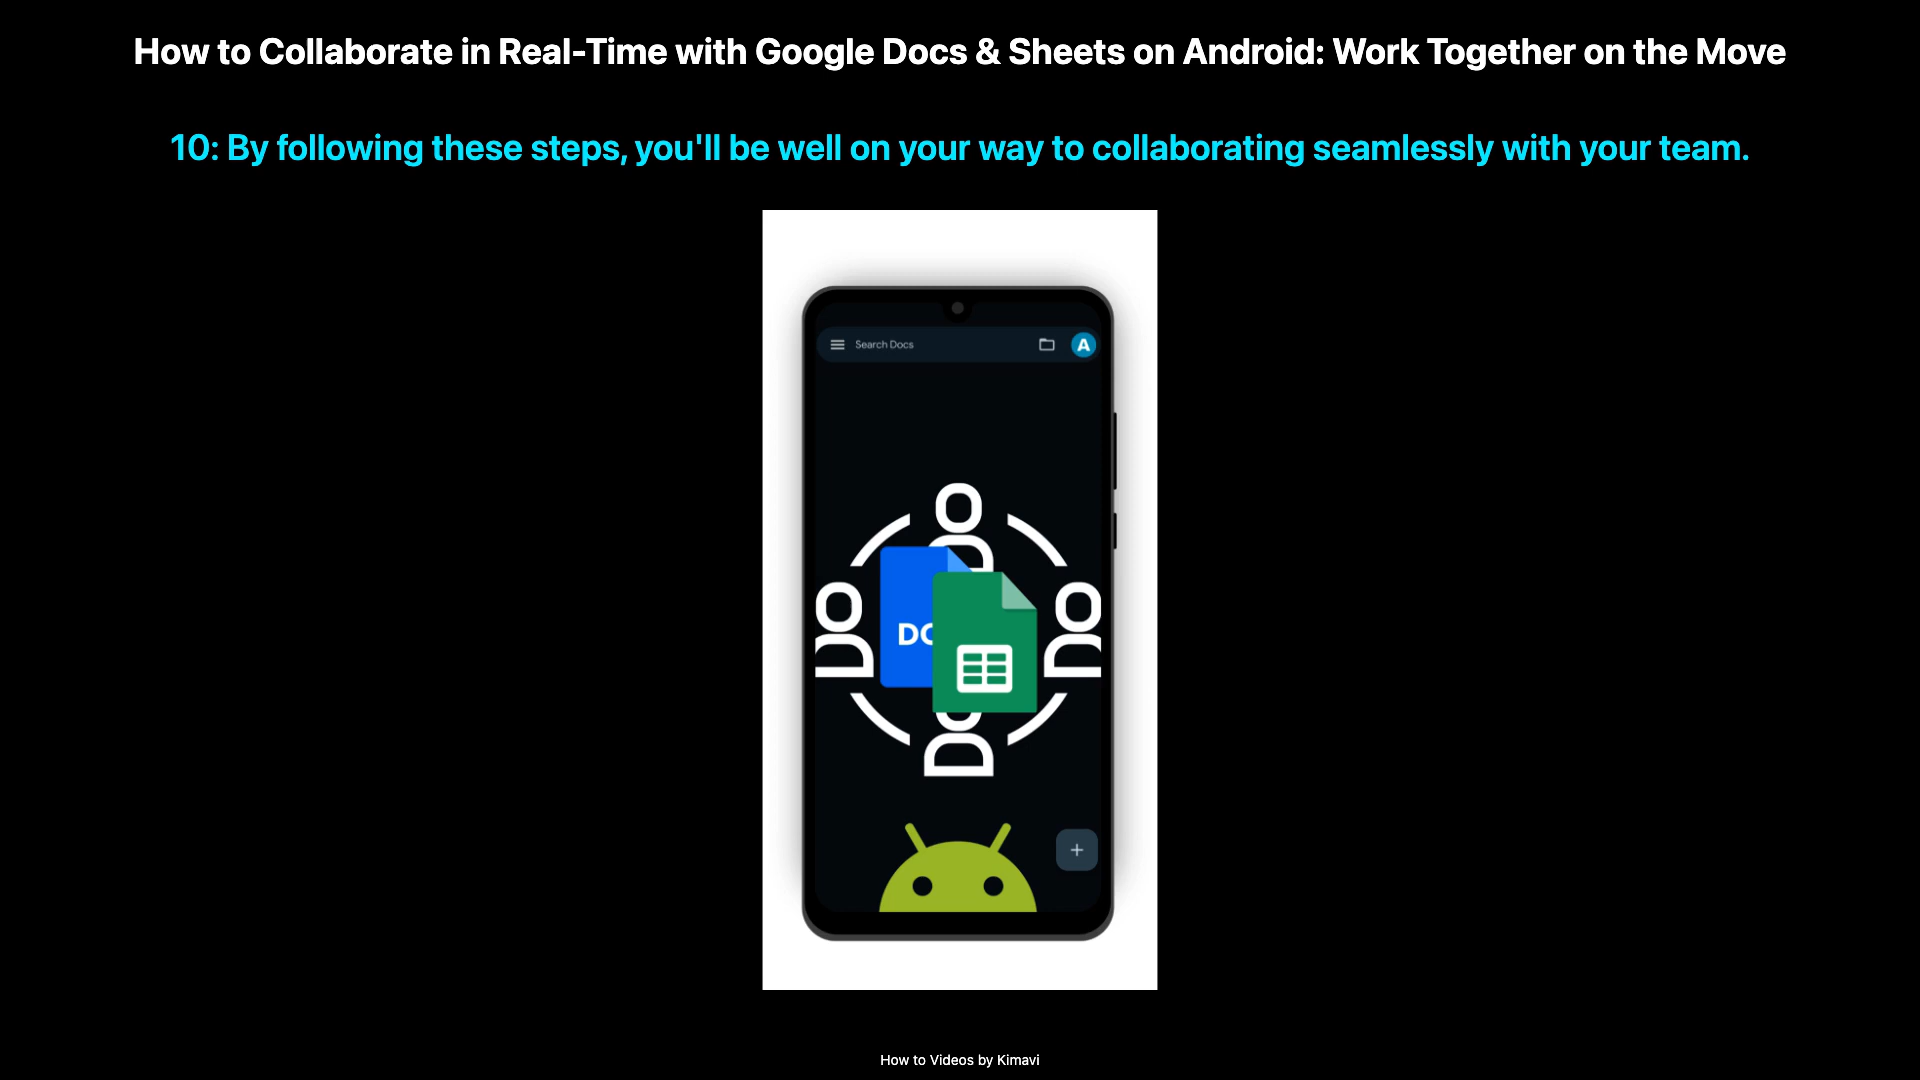 How to Collaborate in Real-Time with Google Docs & Sheets on Android: Work Together on the Move
10: By following these steps, you'll be well on your way to collaborating seamlessly with your team.
Search Docs
A
How to Videos by Kimavi